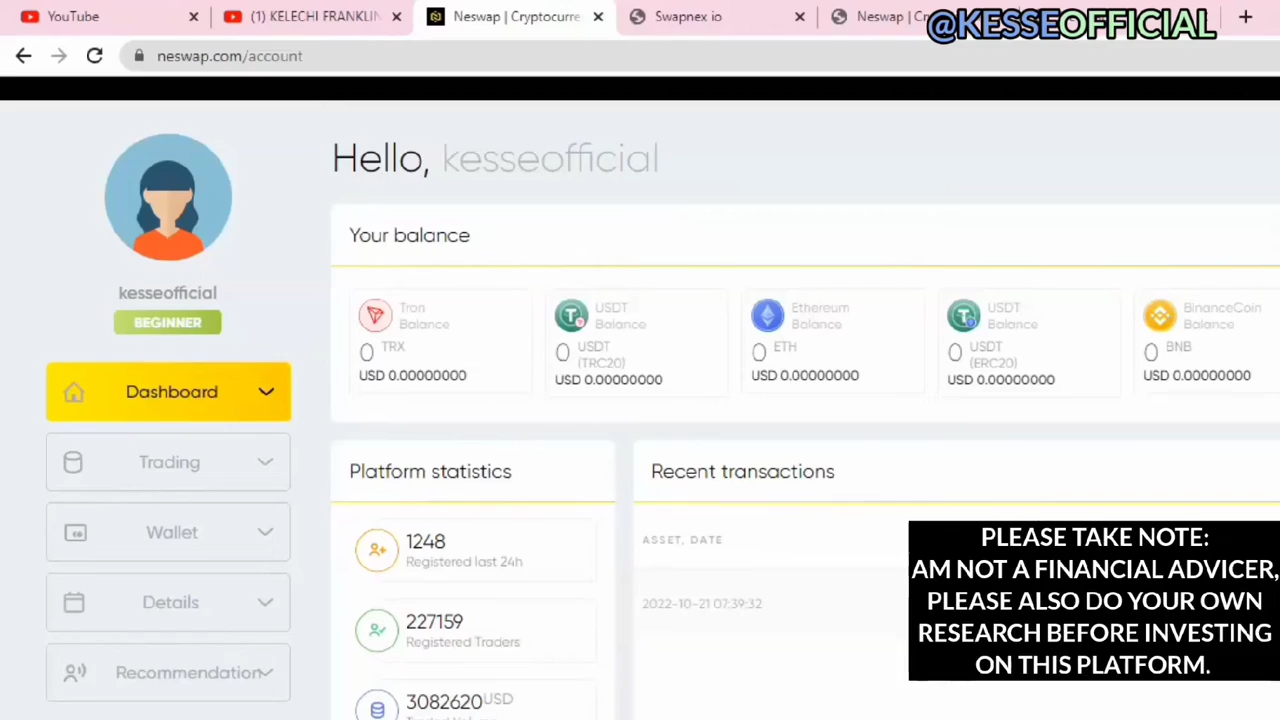 YouTube
(1) KELECHI FRANKLIN
Neswap | Cryptocurre
Swapnex io
Neswap | Cr
@KESSEOFFICIAL
neswap.com/account
Hello, kesseofficial
kesseofficial
BEGINNER
Dashboard
Trading
Wallet
Details
Recommendation
Your balance
Tron
Balance
0 TRX
USD 0.00000000
USDT
Balance
0 USDT
(TRC20)
USD 0.00000000
Ethereum
Balance
0 ETH
USD 0.00000000
USDT
Balance
0 USDT
(ERC20)
USD 0.00000000
BinanceCoin
Balance
0 BNB
USD 0.00000000
Platform statistics
1248
Registered last 24h
227159
Registered Traders
3082620 USD
Recent transactions
ASSET, DATE
2022-10-21 07:39:32
PLEASE TAKE NOTE:
AM NOT A FINANCIAL ADVICER,
PLEASE ALSO DO YOUR OWN
RESEARCH BEFORE INVESTING
ON THIS PLATFORM.